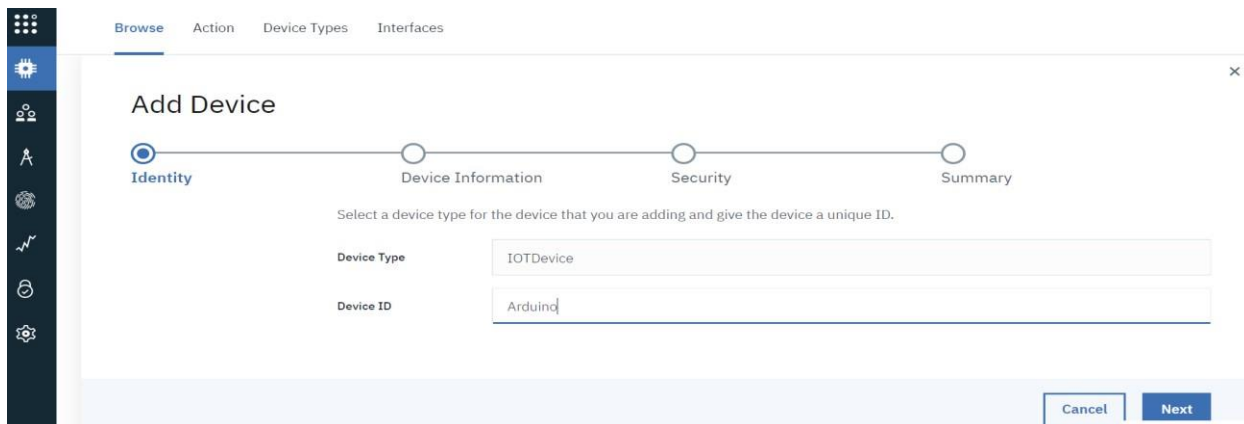 Browse Action Device Types Interfaces
Add Device
Identity Device Information Security Summary
Select a device type for the device that you are adding and give the device a unique ID.
Device Type IOTDevice
Device ID Arduino
Cancel Next